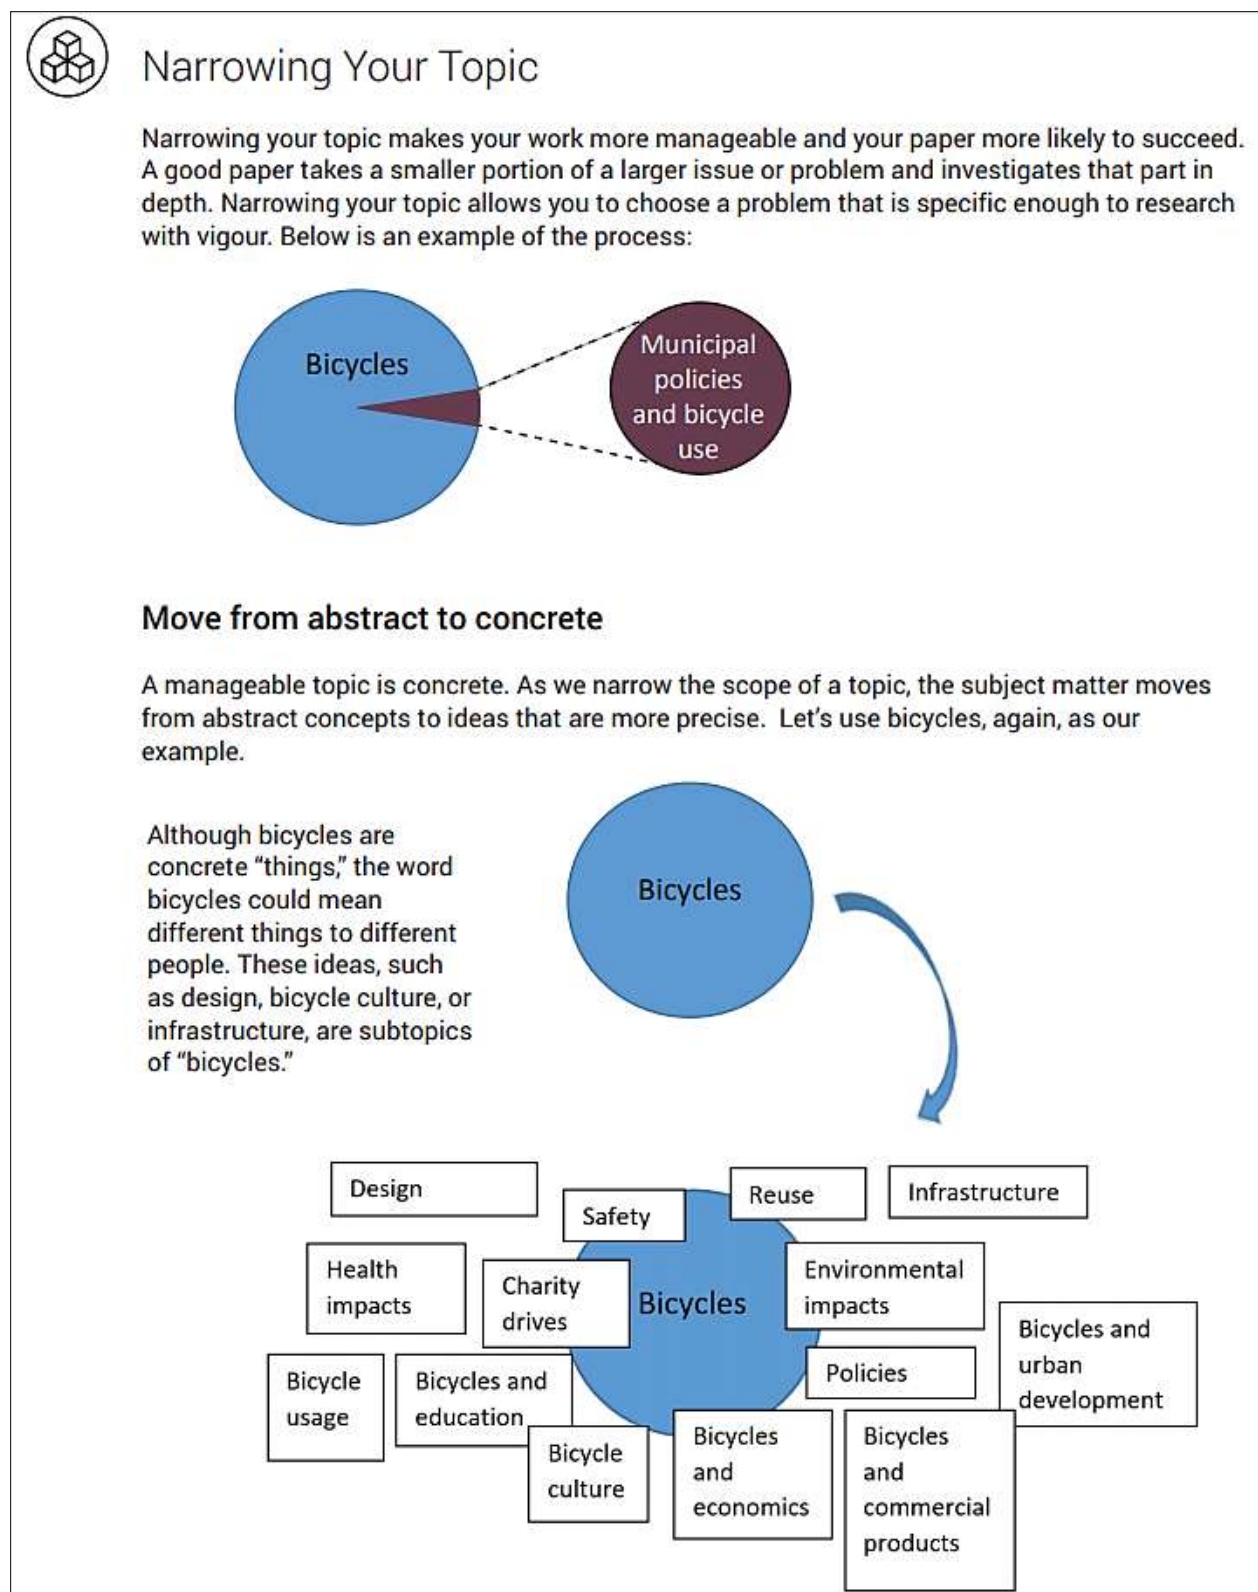 Narrowing Your Topic
Narrowing your topic makes your work more manageable and your paper more likely to succeed.
A good paper takes a smaller portion of a larger issue or problem and investigates that part in
depth. Narrowing your topic allows you to choose a problem that is specific enough to research
with vigour. Below is an example of the process:
Bicycles
Municipal
policies
and bicycle
use
Move from abstract to concrete
A manageable topic is concrete. As we narrow the scope of a topic, the subject matter moves
from abstract concepts to ideas that are more precise.  Let’s use bicycles, again, as our
example.
Although bicycles are
concrete “things,” the word
bicycles could mean
different things to different
people. These ideas, such
as design, bicycle culture, or
infrastructure, are subtopics
of “bicycles.”
Bicycles
Design
Safety
Reuse
Infrastructure
Health
impacts
Charity
drives
Bicycles
Environmental
impacts
Bicycles and
urban
development
Bicycle
usage
Bicycles and
education
Policies
Bicycle
culture
Bicycles
and
economics
Bicycles
and
commercial
products